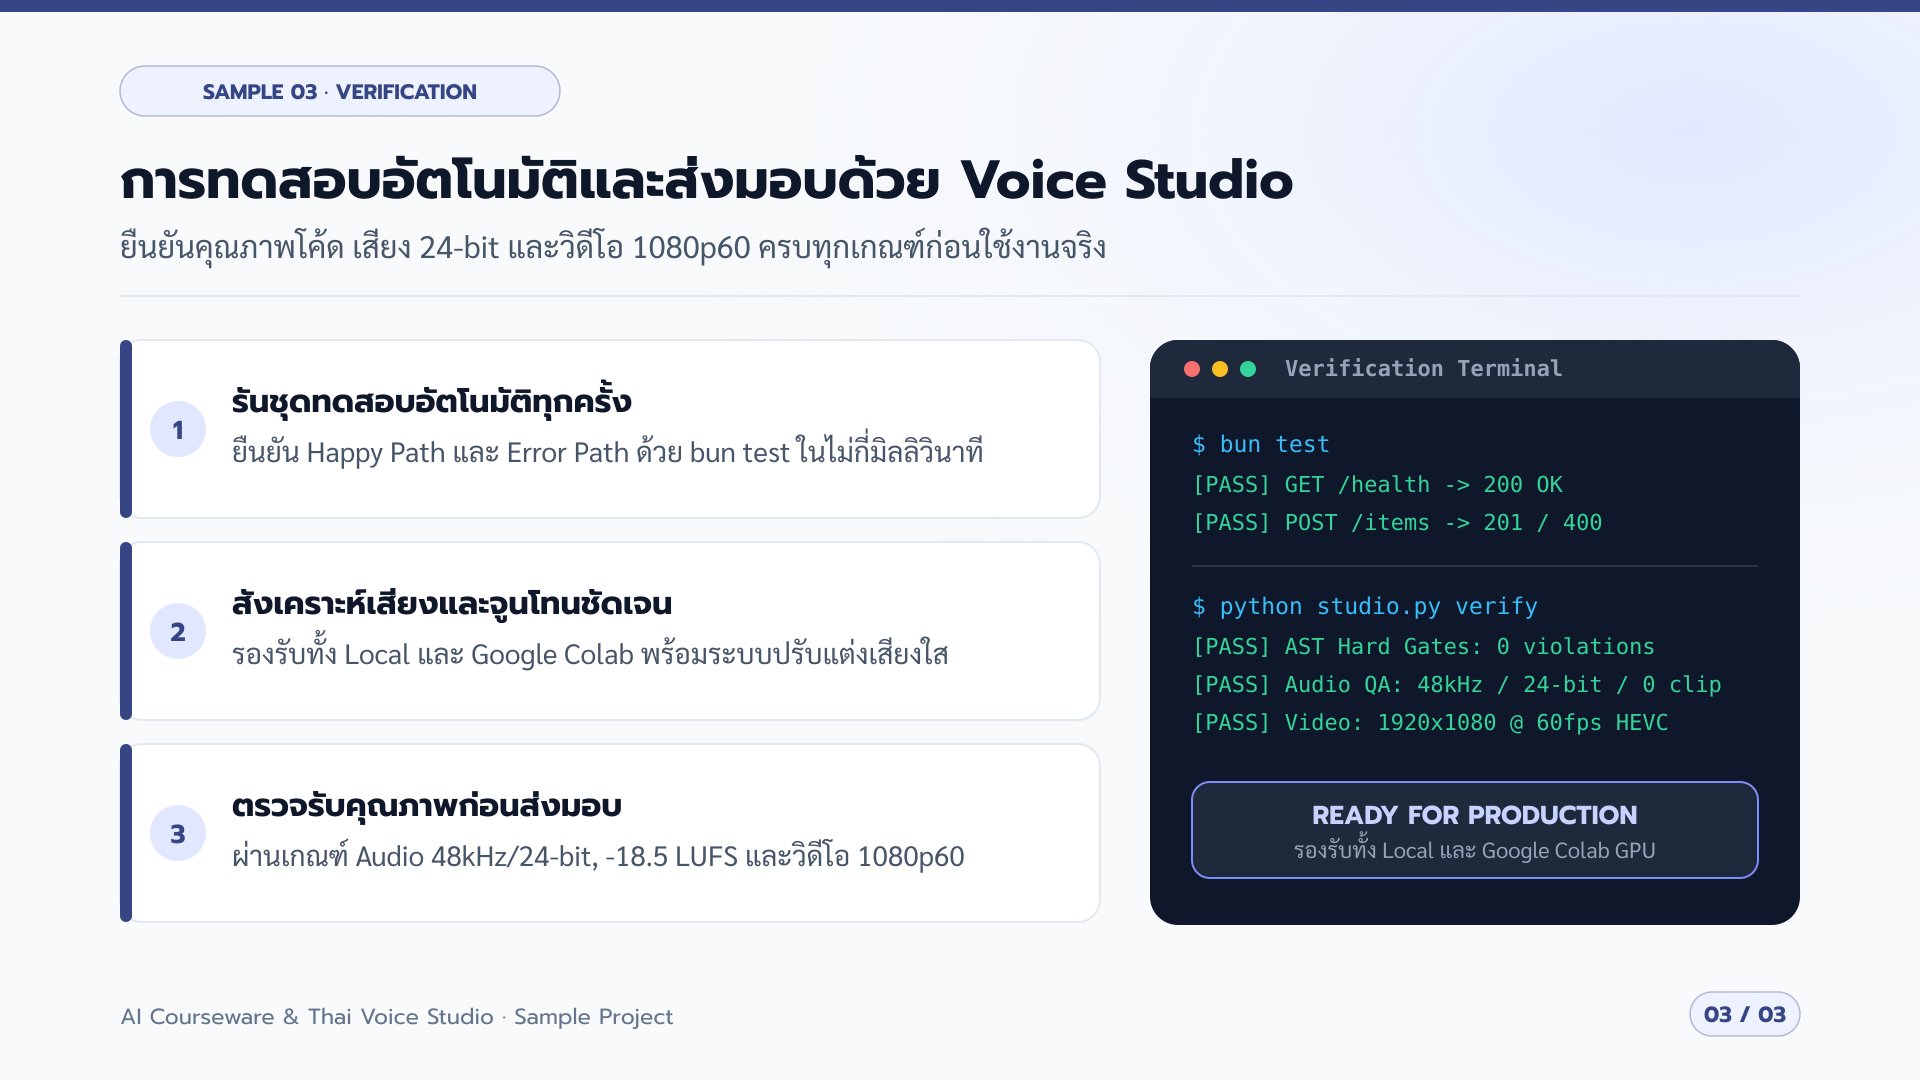 SAMPLE 03 · VERIFICATION
การทดสอบอัตโนมัติและส่งมอบด้วย Voice Studio
ยืนยันคุณภาพโค้ด เสียง 24-bit และวิดีโอ 1080p60 ครบทุกเกณฑ์ก่อนใช้งานจริง
1
รันชุดทดสอบอัตโนมัติทุกครั้ง
ยืนยัน Happy Path และ Error Path ด้วย bun test ในไม่กี่มิลลิวินาที
2
สังเคราะห์เสียงและจูนโทนชัดเจน
รองรับทั้ง Local และ Google Colab พร้อมระบบปรับแต่งเสียงใส
3
ตรวจรับคุณภาพก่อนส่งมอบ
ผ่านเกณฑ์ Audio 48kHz/24-bit, -18.5 LUFS และวิดีโอ 1080p60
Verification Terminal
$ bun test
[PASS] GET /health -> 200 OK
[PASS] POST /items -> 201 / 400
$ python studio.py verify
[PASS] AST Hard Gates: 0 violations
[PASS] Audio QA: 48kHz / 24-bit / 0 clip
[PASS] Video: 1920x1080 @ 60fps HEVC
READY FOR PRODUCTION
รองรับทั้ง Local และ Google Colab GPU
AI Courseware & Thai Voice Studio · Sample Project
03 / 03